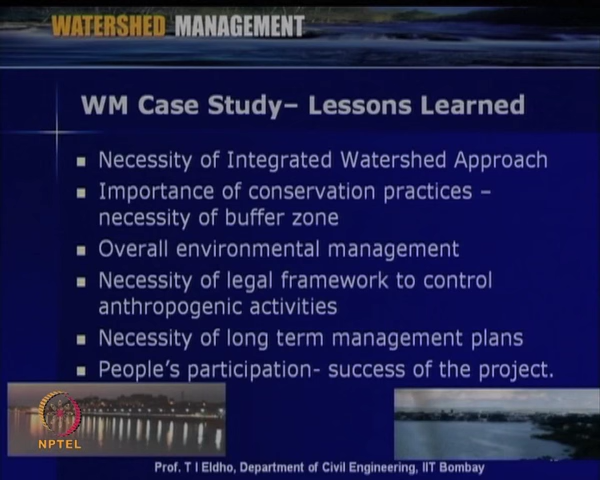 WATERSHED MANAGEMENT
WM Case Study– Lessons Learned
■ Necessity of Integrated Watershed Approach
■ Importance of conservation practices –
necessity of buffer zone
■ Overall environmental management
■ Necessity of legal framework to control
anthropogenic activities
■ Necessity of long term management plans
■ People's participation- success of the project.
NPTEL
Prof. T I Eldho, Department of Civil Engineering, IIT Bombay